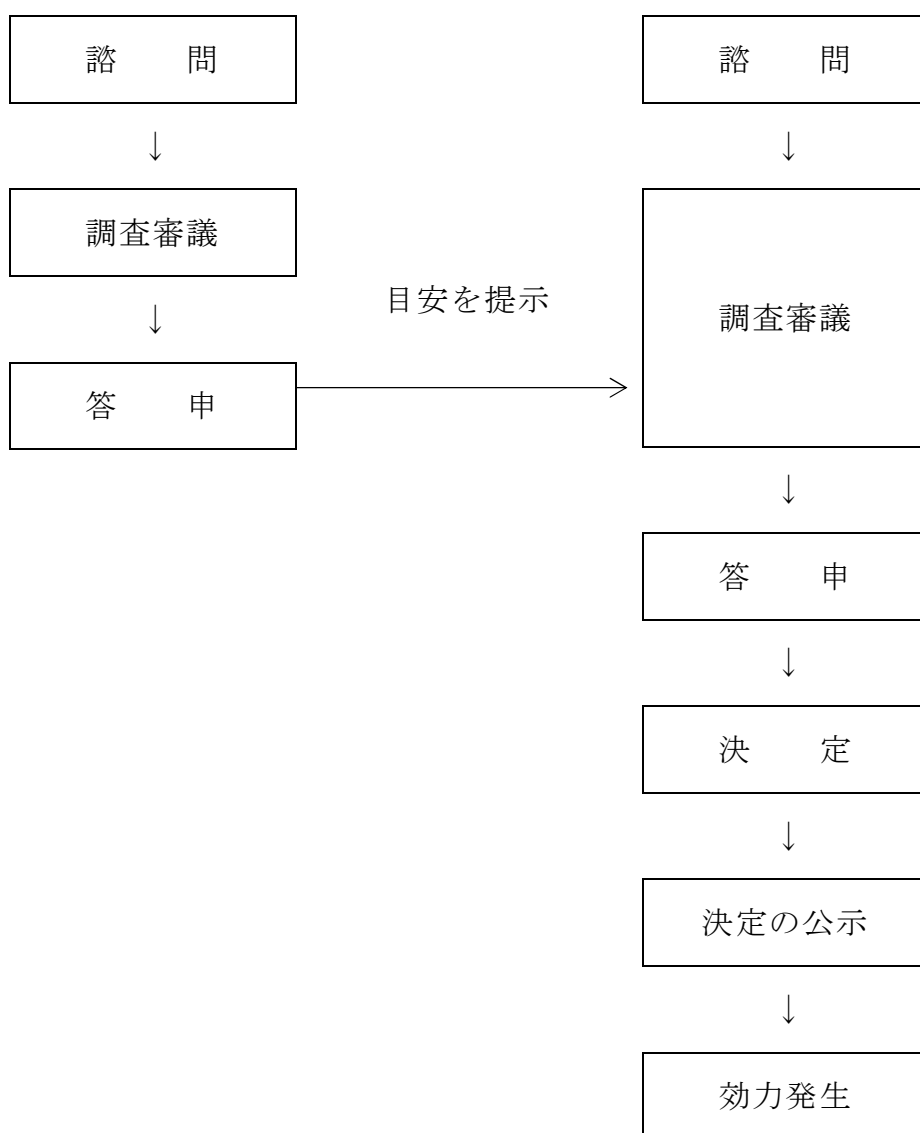 諮　　問
↓
調査審議
↓
答　　申
目安を提示
諮　　問
↓
調査審議
↓
答　　申
↓
決　　定
↓
決定の公示
↓
効力発生